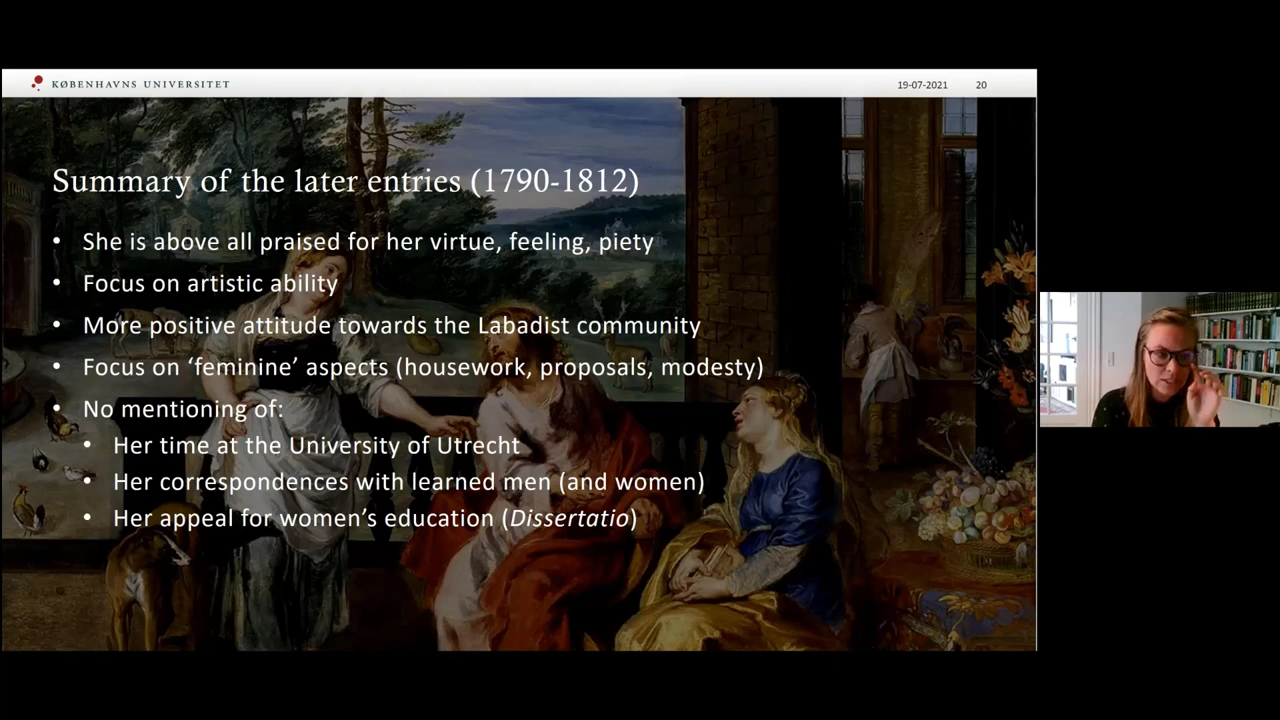 KØBENHAVNS UNIVERSITET
19-07-2021 20
Summary of the later entries (1790-1812)
• She is above all praised for her virtue, feeling, piety
• Focus on artistic ability
• More positive attitude towards the Labadist community
• Focus on ‘feminine’ aspects (housework, proposals, modesty)
• No mentioning of:
• Her time at the University of Utrecht
• Her correspondences with learned men (and women)
• Her appeal for women’s education (Dissertatio)